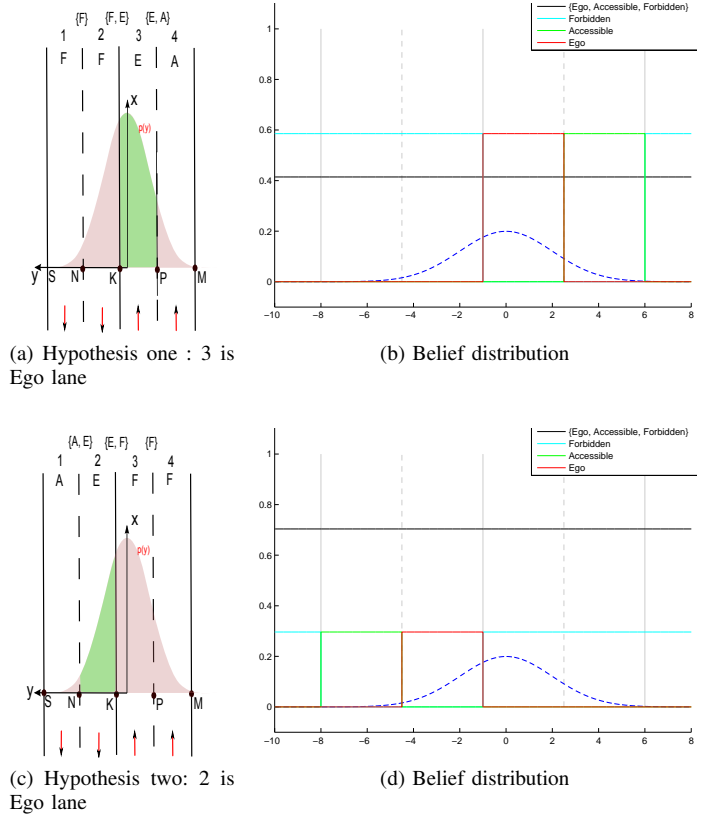 {F} {F, E} {E, A}
1 2 3 4
F F E A
x
p(y)
y S N K P M
(a) Hypothesis one : 3 is
Ego lane
{Ego, Accessible, Forbidden}
Forbidden
Accessible
Ego
1
0.8
0.6
0.4
0.2
0
−10 −8 −6 −4 −2 0 2 4 6 8
(b) Belief distribution
{A, E} {E, F} {F}
1 2 3 4
A E F F
x
p(y)
y S N K P M
(c) Hypothesis two: 2 is
Ego lane
{Ego, Accessible, Forbidden}
Forbidden
Accessible
Ego
1
0.8
0.6
0.4
0.2
0
−10 −8 −6 −4 −2 0 2 4 6 8
(d) Belief distribution